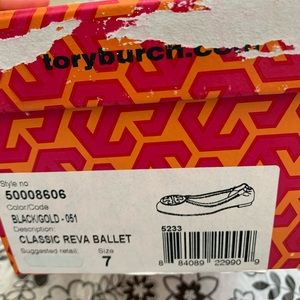 toryburch.com
Style no
50008606
Color/Code
BLACK/GOLD - 051
Description:
CLASSIC REVA BALLET
Suggested retail: Size
7
5233
8 84089 22990 9